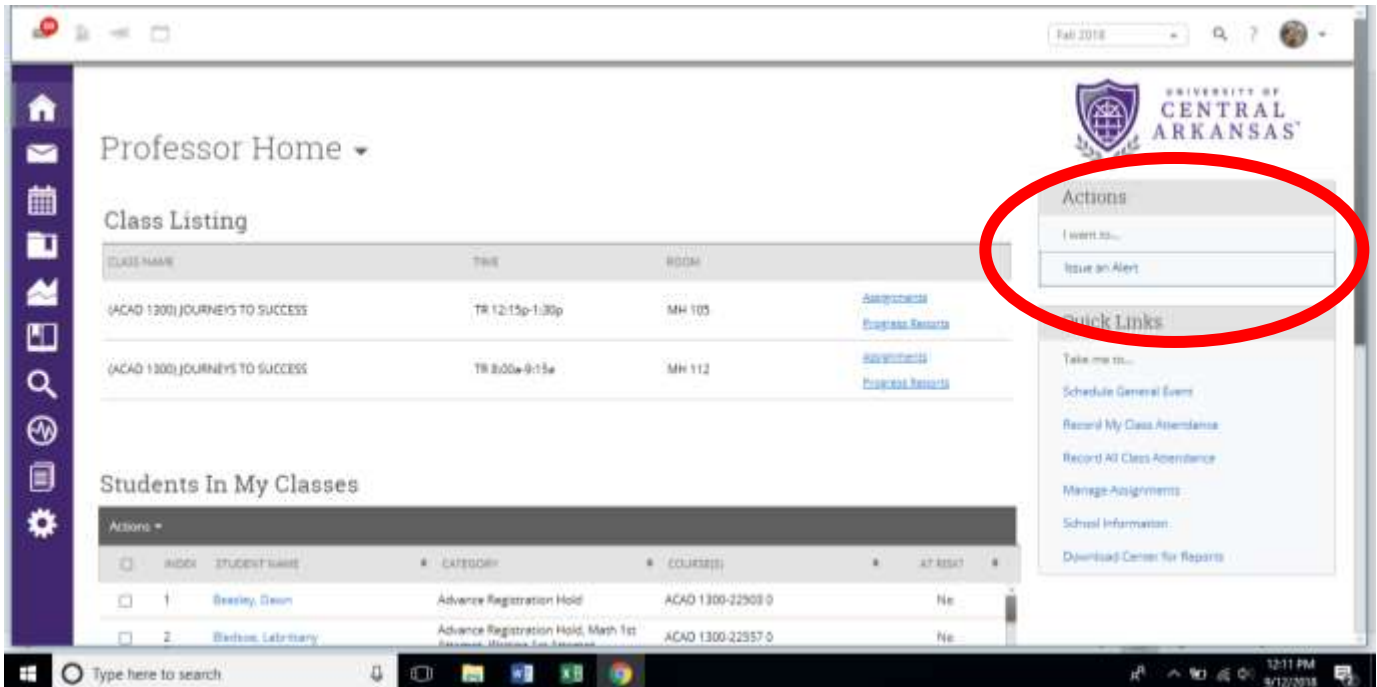 Fall 2018
?
UNIVERSITY OF
CENTRAL
ARKANSAS
Professor Home
Actions
I want to...
Issue an Alert
Class Listing
CLASS NAME TIME ROOM
(ACAD 1300) JOURNEYS TO SUCCESS TR 12:15p-1:30p MH 105 Assignments
Progress Reports
(ACAD 1300) JOURNEYS TO SUCCESS TR 8:00a-9:15a MH 112 Assignments
Progress Reports
Quick Links
Take me to...
Schedule General Event
Record My Class Attendance
Record All Class Attendance
Manage Assignments
School Information
Download Center for Reports
Students In My Classes
Actions
INDEX STUDENT NAME CATEGORY COURSE(S) AT RISK?
1 Beasley, Advance Registration Hold ACAD 1300-22503 0 No
2 Bledsoe, Advance Registration Hold, Math 1st ACAD 1300-22557 0 No
Type here to search
12:11 PM
9/12/2018